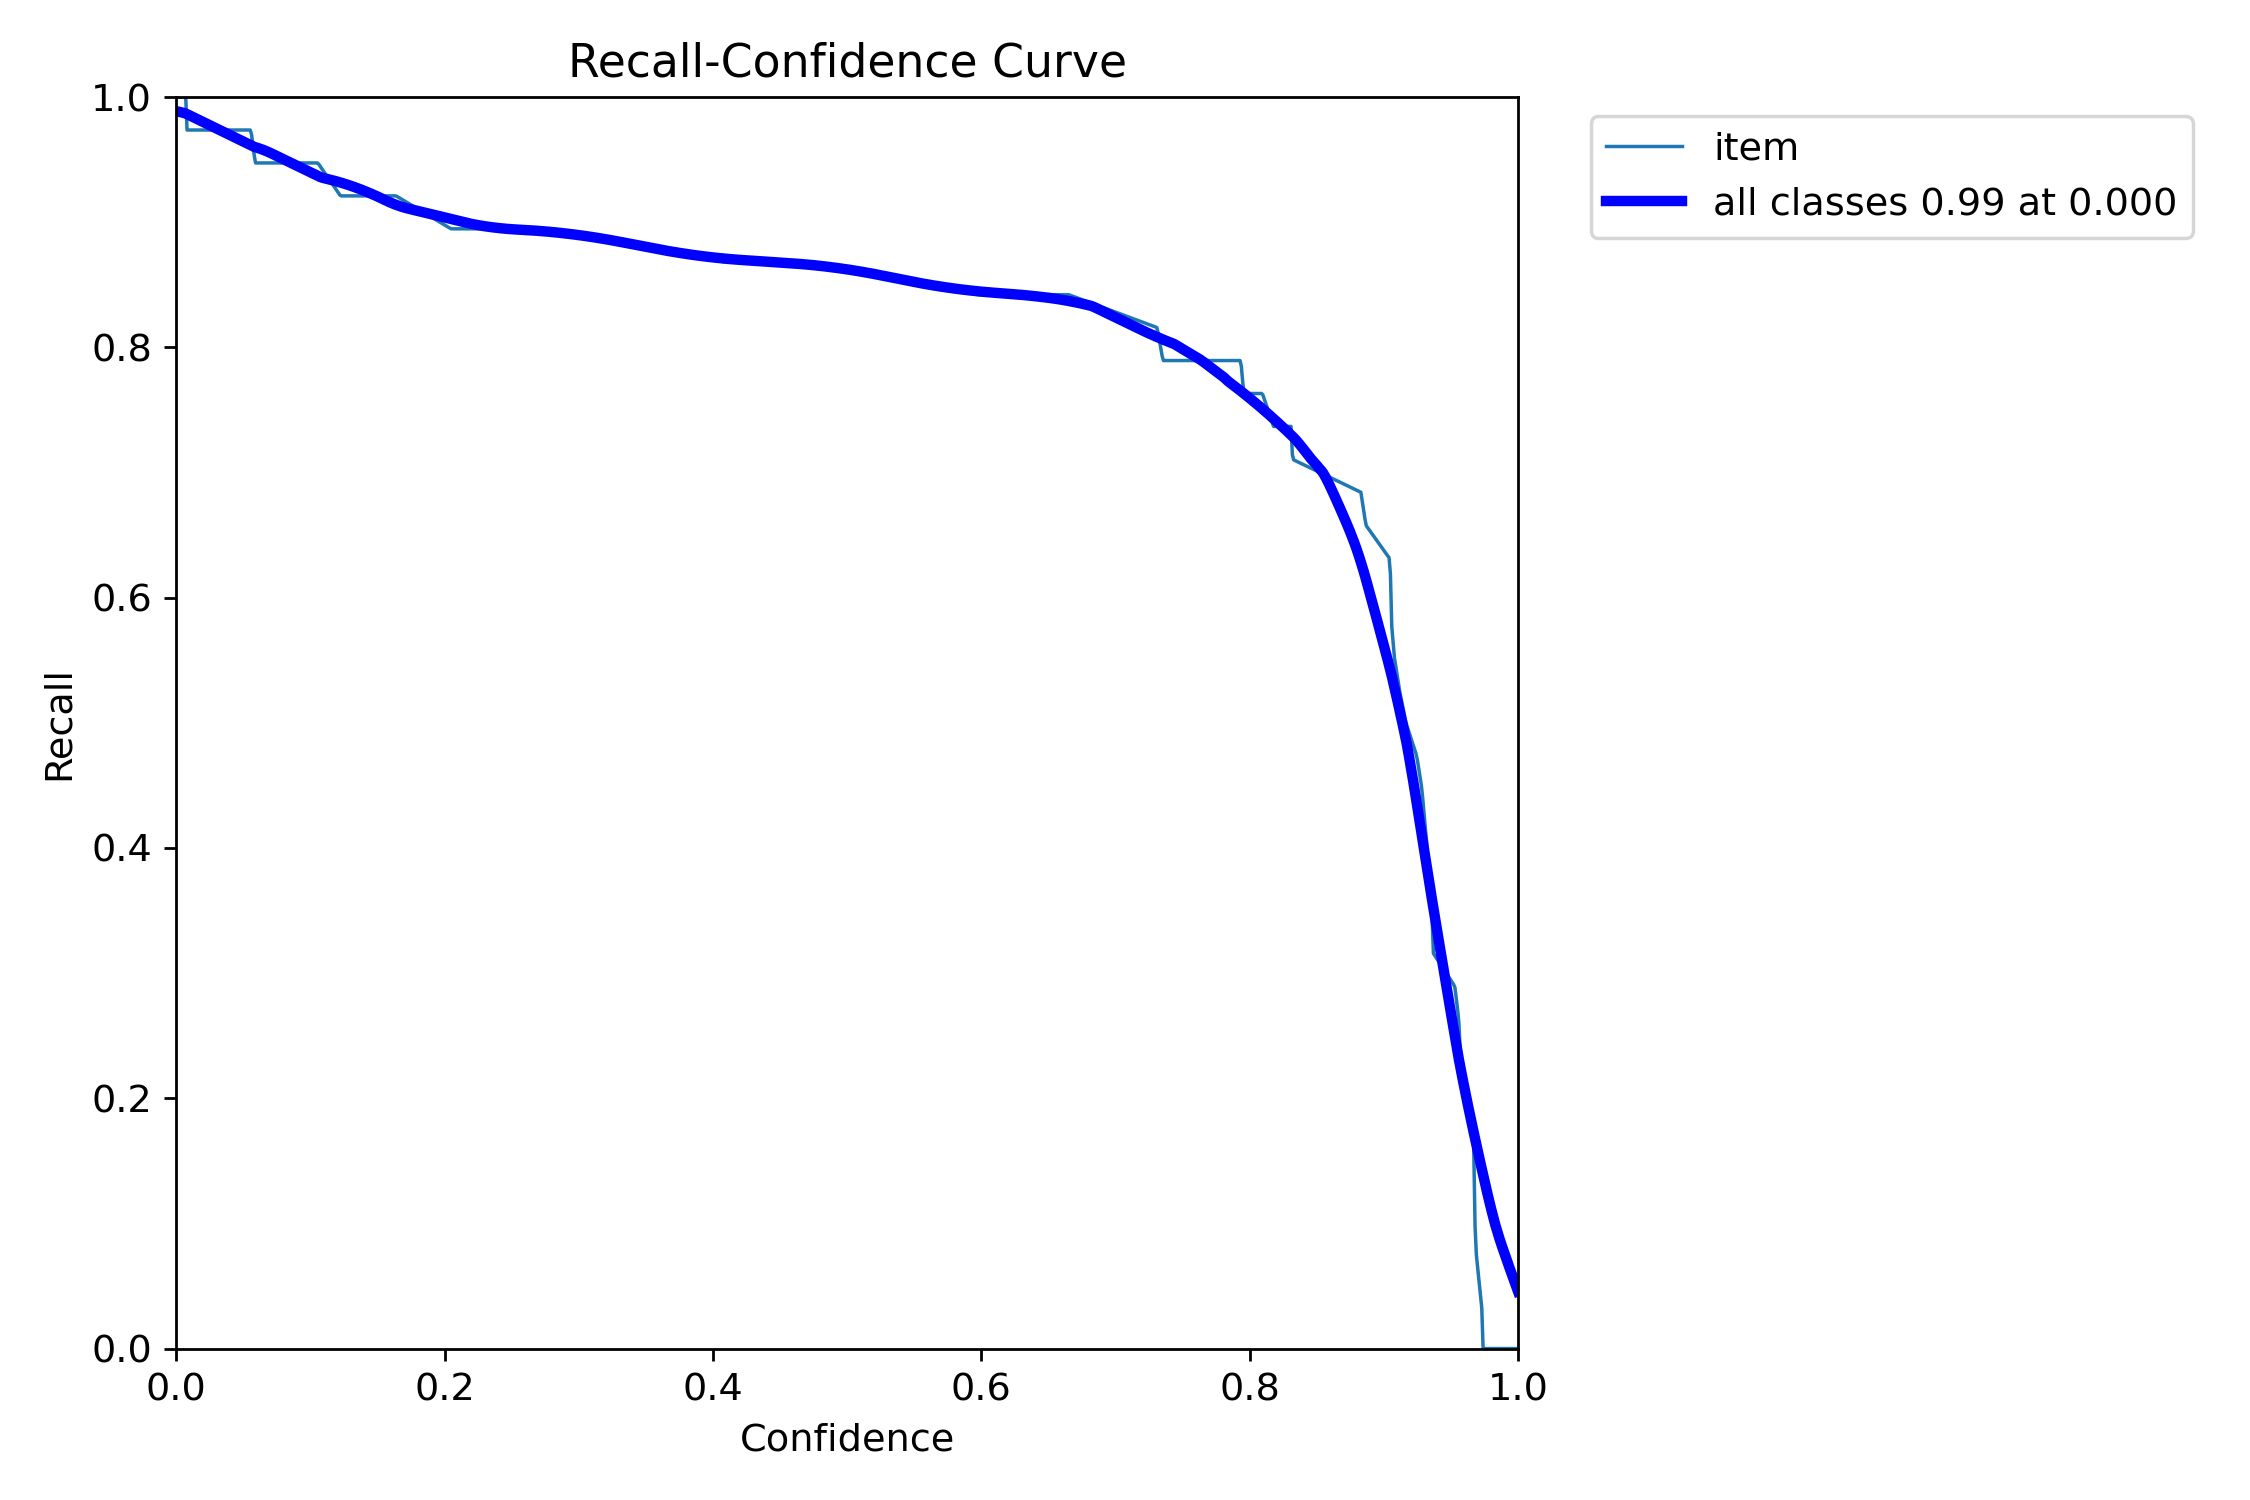 Recall-Confidence Curve
item
all classes 0.99 at 0.000
1.0
0.8
0.6
0.4
0.2
0.0
Recall
0.0 0.2 0.4 0.6 0.8 1.0
Confidence